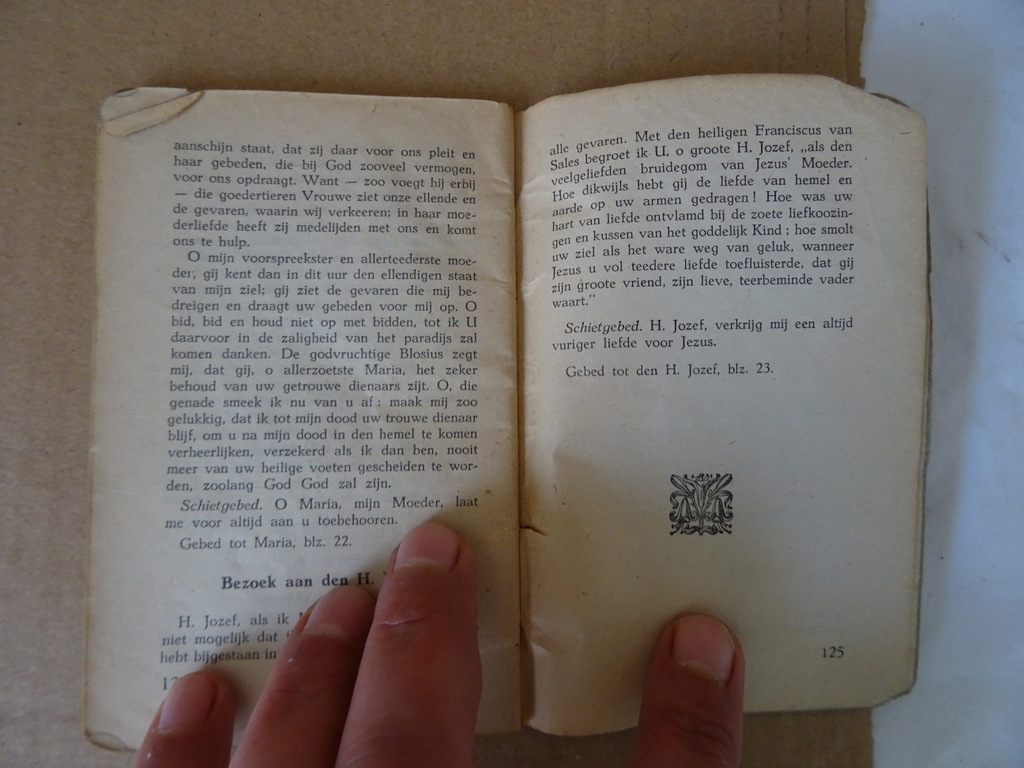 aanschijn staat, dat zij daar voor ons pleit en
haar gebeden, die bij God zooveel vermogen,
voor ons opdraagt. Want — zoo voegt hij erbij
— die goedertieren Vrouwe ziet onze ellende en
de gevaren, waarin wij verkeeren; in haar moe-
derliefde heeft zij medelijden met ons en komt
ons te hulp.
O mijn voorspreekster en allerteederste moe-
der, gij kent dan in dit uur den ellendigen staat
van mijn ziel; gij ziet de gevaren die mij be-
dreigen en draagt uw gebeden voor mij op. O
bid, bid en houd niet op met bidden, tot ik U
daarvoor in de zaligheid van het paradijs zal
komen danken. De godvruchtige Blosius zegt
mij, dat gij, o allerzoetste Maria, het zeker
behoud van uw getrouwe dienaars zijt. O, die
genade smeek ik nu van u af; maak mij zoo
gelukkig, dat ik tot mijn dood uw trouwe dienaar
blijf, om u na mijn dood in den hemel te komen
verheerlijken, verzekerd als ik dan ben, nooit
meer van uw heilige voeten gescheiden te wor-
den, zoolang God God zal zijn.
Schietgebed. O Maria, mijn Moeder, laat
me voor altijd aan u toebehooren.
Gebed tot Maria, blz. 22.
Bezoek aan den H.
H. Jozef, als ik
niet mogelijk dat
hebt bijgestaan in
alle gevaren. Met den heiligen Franciscus van
Sales begroet ik U, o groote H. Jozef, „als den
veelgeliefden bruidegom van Jezus' Moeder.
Hoe dikwijls hebt gij de liefde van hemel en
aarde op uw armen gedragen! Hoe was uw
hart van liefde ontvlamd bij de zoete liefkoozin-
gen en kussen van het goddelijk Kind; hoe smolt
uw ziel als het ware weg van geluk, wanneer
Jezus u vol teedere liefde toefluisterde, dat gij
zijn groote vriend, zijn lieve, teerbeminde vader
waart."
Schietgebed. H. Jozef, verkrijg mij een altijd
vuriger liefde voor Jezus.
Gebed tot den H. Jozef, blz. 23.
125